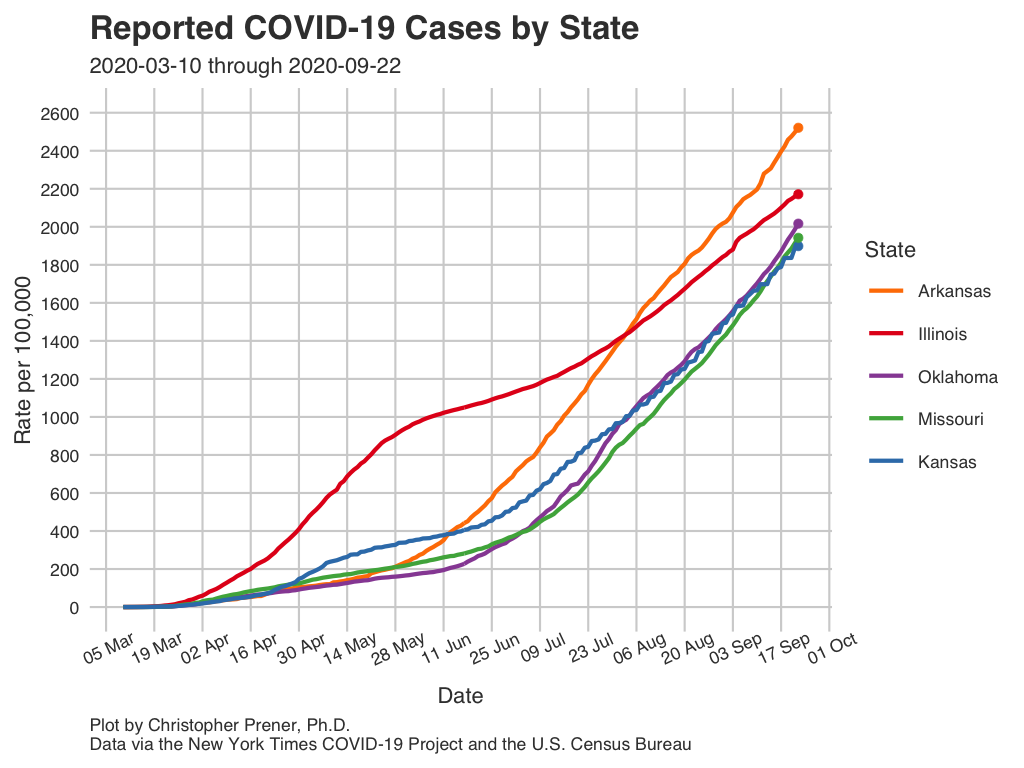 Reported COVID-19 Cases by State
2020-03-10 through 2020-09-22
Rate per 100,000
2600
2400
2200
2000
1800
1600
1400
1200
1000
800
600
400
200
0
05 Mar
19 Mar
02 Apr
16 Apr
30 Apr
14 May
28 May
11 Jun
25 Jun
09 Jul
23 Jul
06 Aug
20 Aug
03 Sep
17 Sep
01 Oct
Date
State
Arkansas
Illinois
Oklahoma
Missouri
Kansas
Plot by Christopher Prener, Ph.D.
Data via the New York Times COVID-19 Project and the U.S. Census Bureau